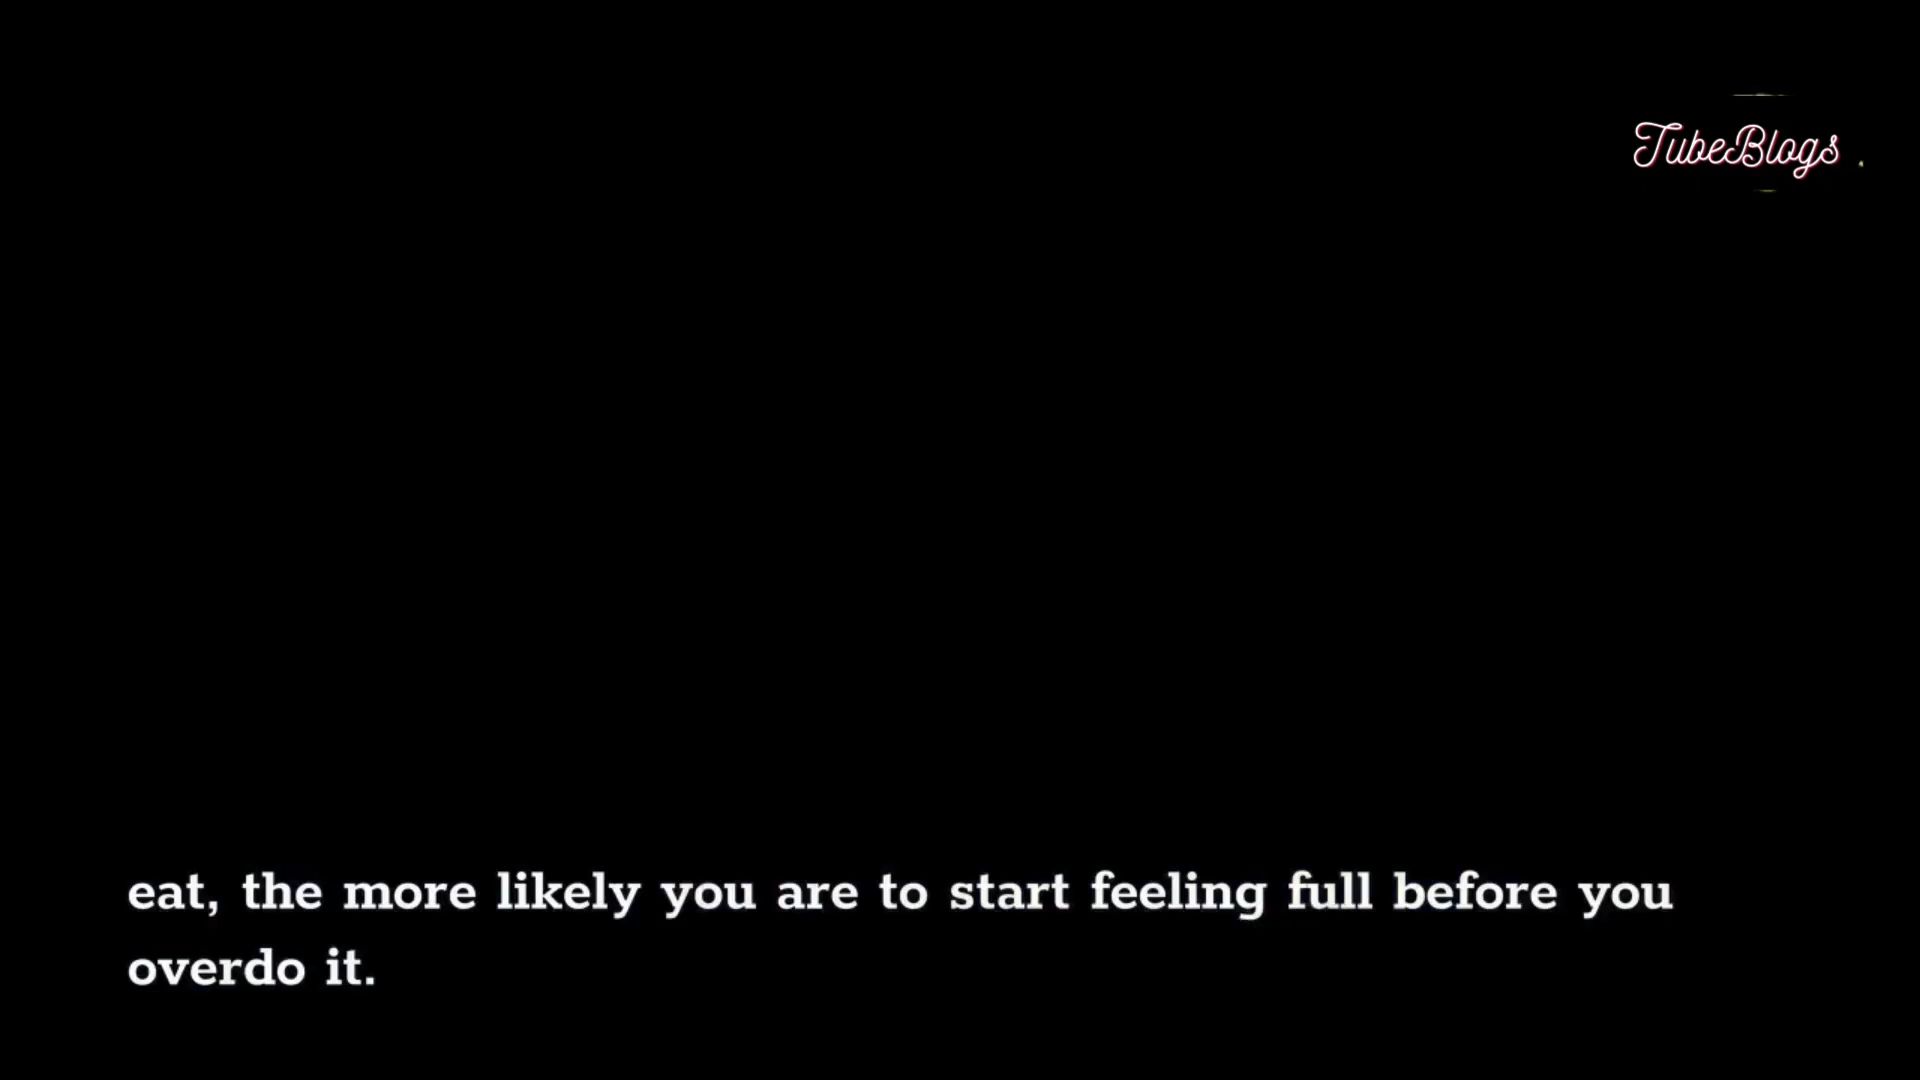 TubeBlogs
eat, the more likely you are to start feeling full before you
overdo it.